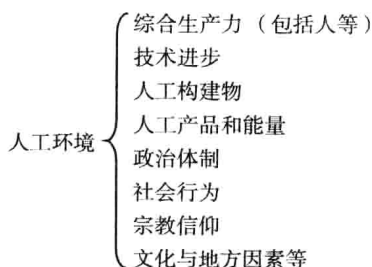 人工环境
综合生产力（包括人等）
技术进步
人工构建物
人工产品和能量
政治体制
社会行为
宗教信仰
文化与地方因素等